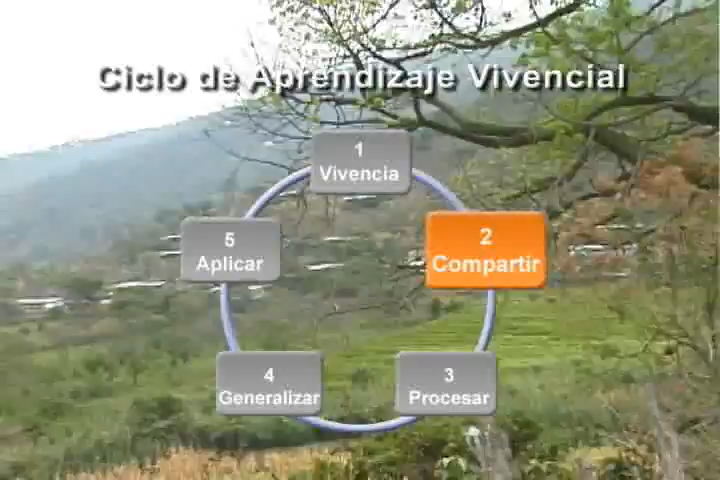 Ciclo de Aprendizaje Vivencial
1
Vivencia
2
Compartir
3
Procesar
4
Generalizar
5
Aplicar